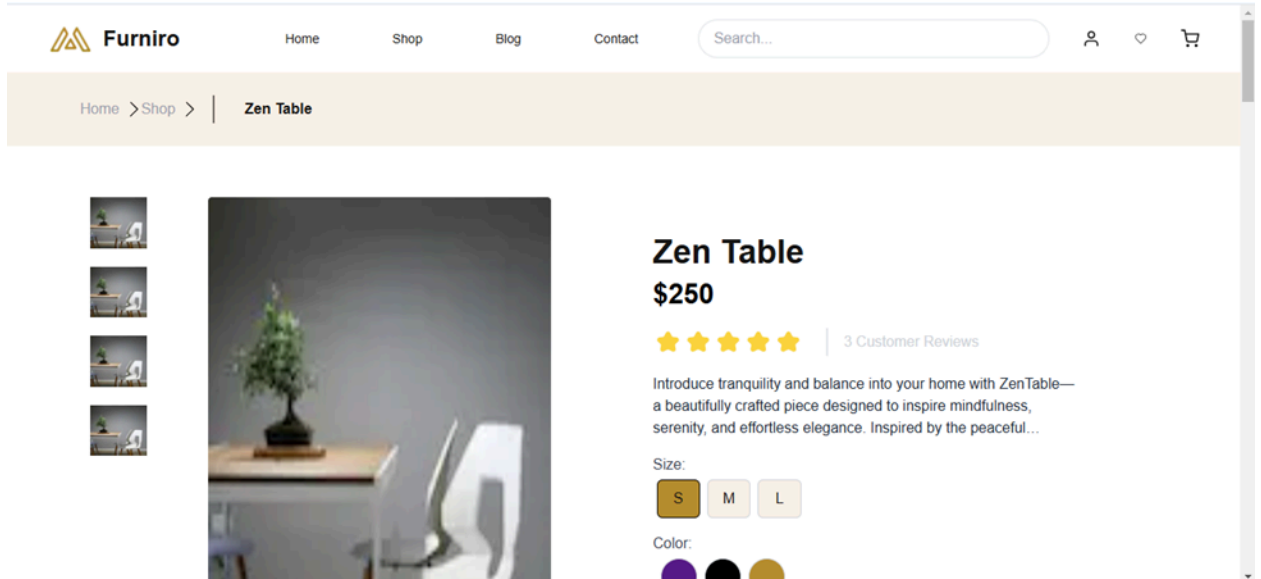 Furniro
Home
Shop
Blog
Contact
Search...
Home
Shop
Zen Table
Zen Table
$250
3 Customer Reviews
Introduce tranquility and balance into your home with ZenTable—
a beautifully crafted piece designed to inspire mindfulness,
serenity, and effortless elegance. Inspired by the peaceful…
Size:
S
M
L
Color: